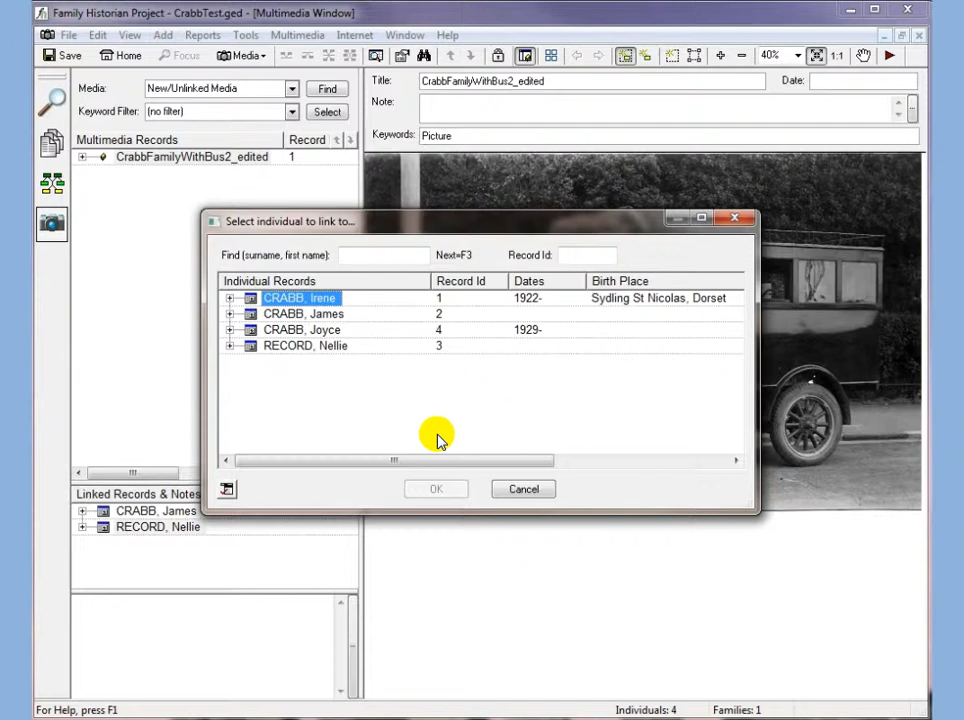 Family Historian Project - CrabbTest.ged - [Multimedia Window]
File Edit View Add Reports Tools Multimedia Internet Window Help
Save Home Focus Media 40% 1:1
Media: New/Unlinked Media Find
Keyword Filter: (no filter) Select
Multimedia Records Record
CrabbFamilyWithBus2_edited 1
Title: CrabbFamilyWithBus2_edited Date:
Note:
Keywords: Picture
Select individual to link to...
Find (surname, first name): Next=F3 Record Id:
Individual Records Record Id Dates Birth Place
CRABB, Irene 1 1922- Sydling St Nicolas, Dorset
CRABB, James 2
CRABB, Joyce 4 1929-
RECORD, Nellie 3
OK Cancel
Linked Records & Notes
CRABB, James
RECORD, Nellie
For Help, press F1 Individuals: 4 Families: 1